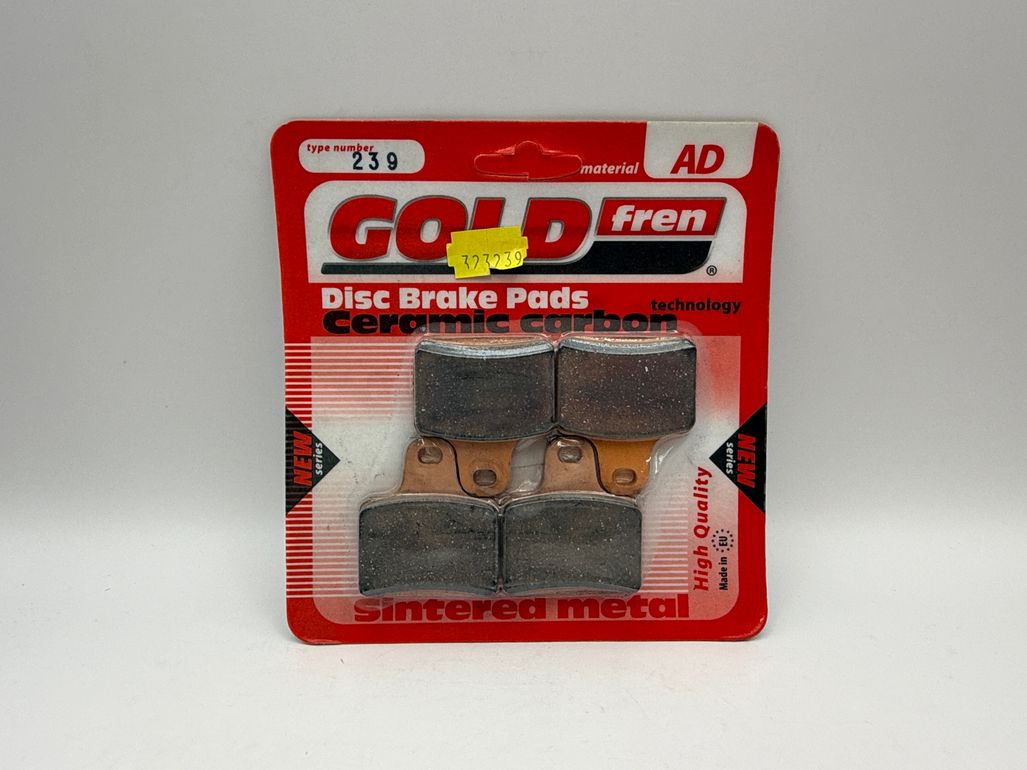 type number
239
material AD
GOLD fren
®
323239
Disc Brake Pads
technology
Ceramic carbon
NEW
series
NEW
series
High Quality
Made in EU
Sintered metal